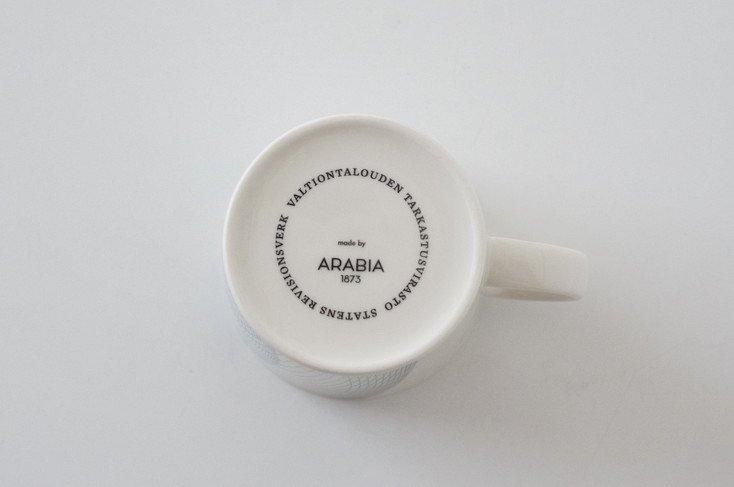 VALTIONTALOUDEN TARKASTUSVIRASTO
STATENS REVISIONSVERK
made by
ARABIA
1873